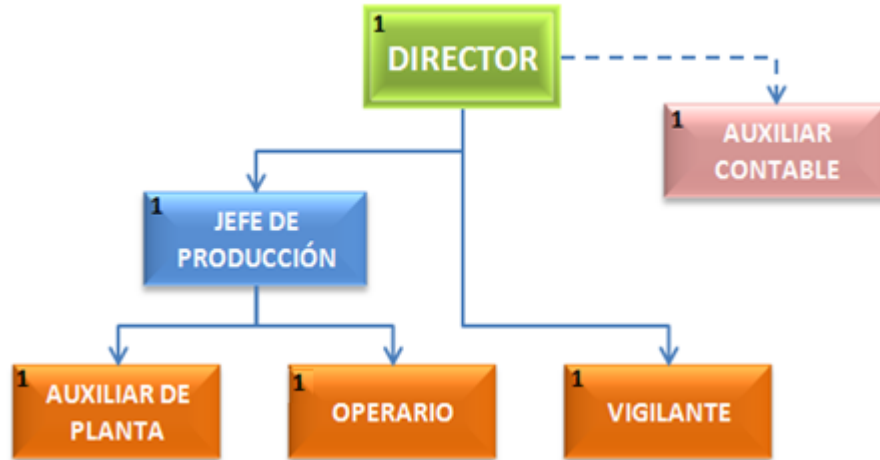 1
DIRECTOR
1
AUXILIAR
CONTABLE
1
JEFE DE
PRODUCCIÓN
1
AUXILIAR DE
PLANTA
1
OPERARIO
1
VIGILANTE